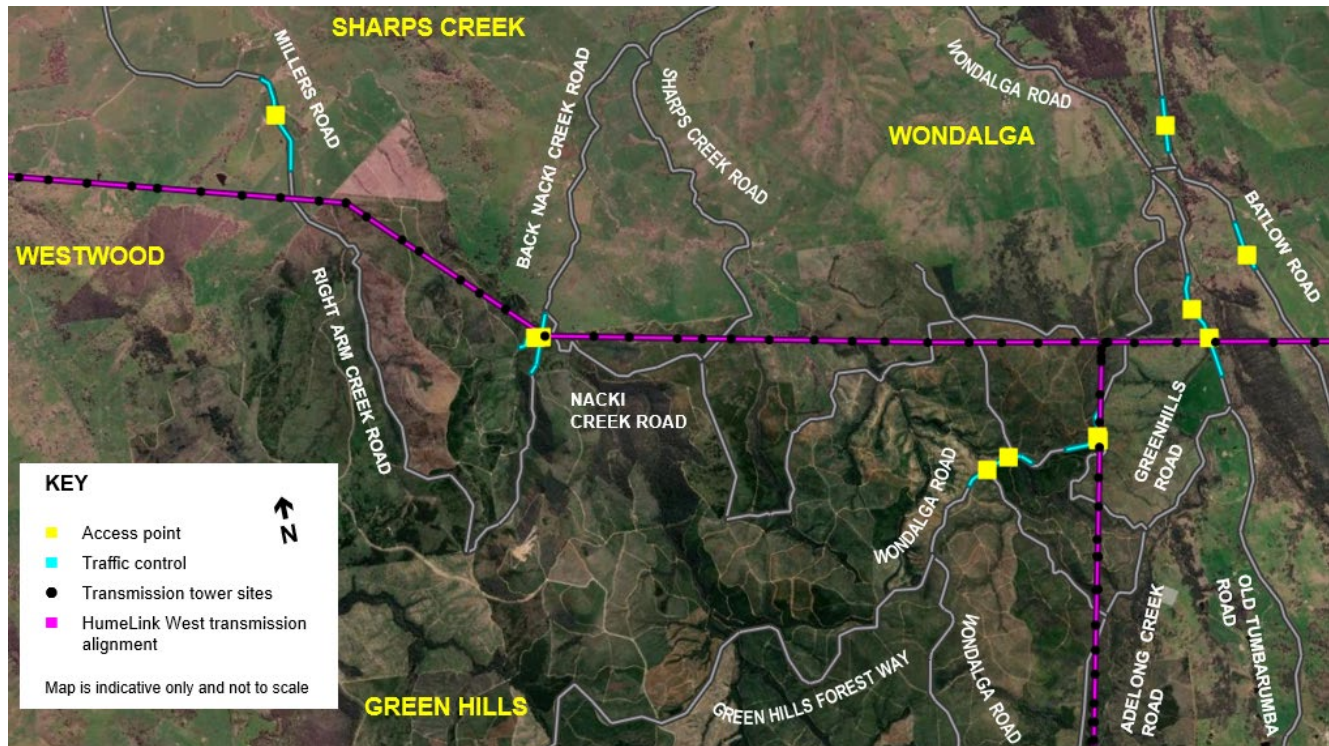 SHARPS CREEK
MILLERS ROAD
BACK NACKI CREEK ROAD
SHARPS CREEK ROAD
WONDALGA ROAD
WONDALGA
BATLOW ROAD
WESTWOOD
RIGHT ARM CREEK ROAD
NACKI
CREEK ROAD
GREENHILLS
ROAD
WONDALGA ROAD
WONDALGA ROAD
GREEN HILLS FOREST WAY
GREEN HILLS
ADELONG CREEK
ROAD
OLD TUMBARUMBA
ROAD
KEY
N
Access point
Traffic control
Transmission tower sites
HumeLink West transmission
alignment
Map is indicative only and not to scale